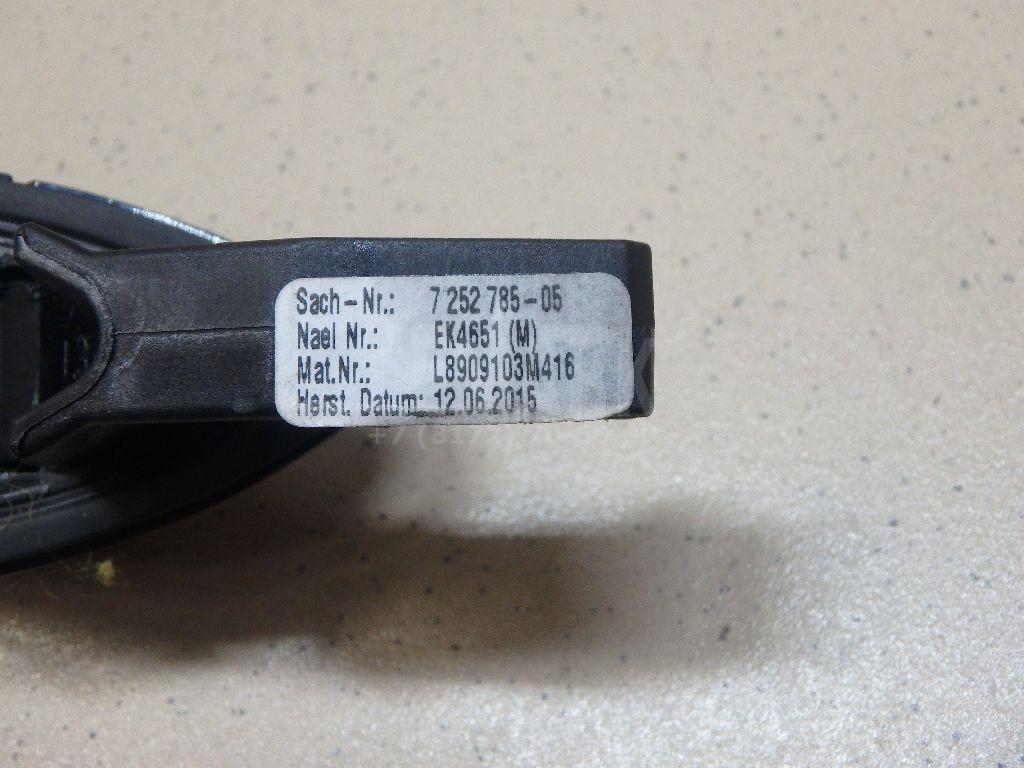 Sach-Nr.: 7 252 785-05
Nael Nr.: EK4651 (M)
Mat.Nr.: L8909103M416
Herst. Datum: 12.06.2015